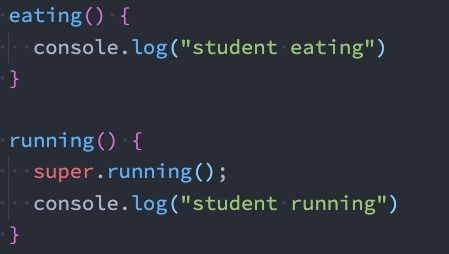 eating() {
  console.log("student eating")
}

running() {
  super.running();
  console.log("student running")
}